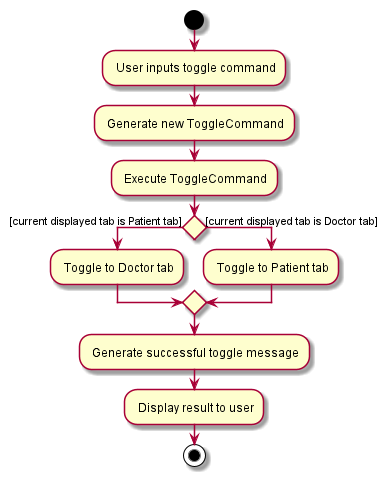 User inputs toggle command
Generate new ToggleCommand
Execute ToggleCommand
[current displayed tab is Patient tab]
[current displayed tab is Doctor tab]
Toggle to Doctor tab
Toggle to Patient tab
Generate successful toggle message
Display result to user